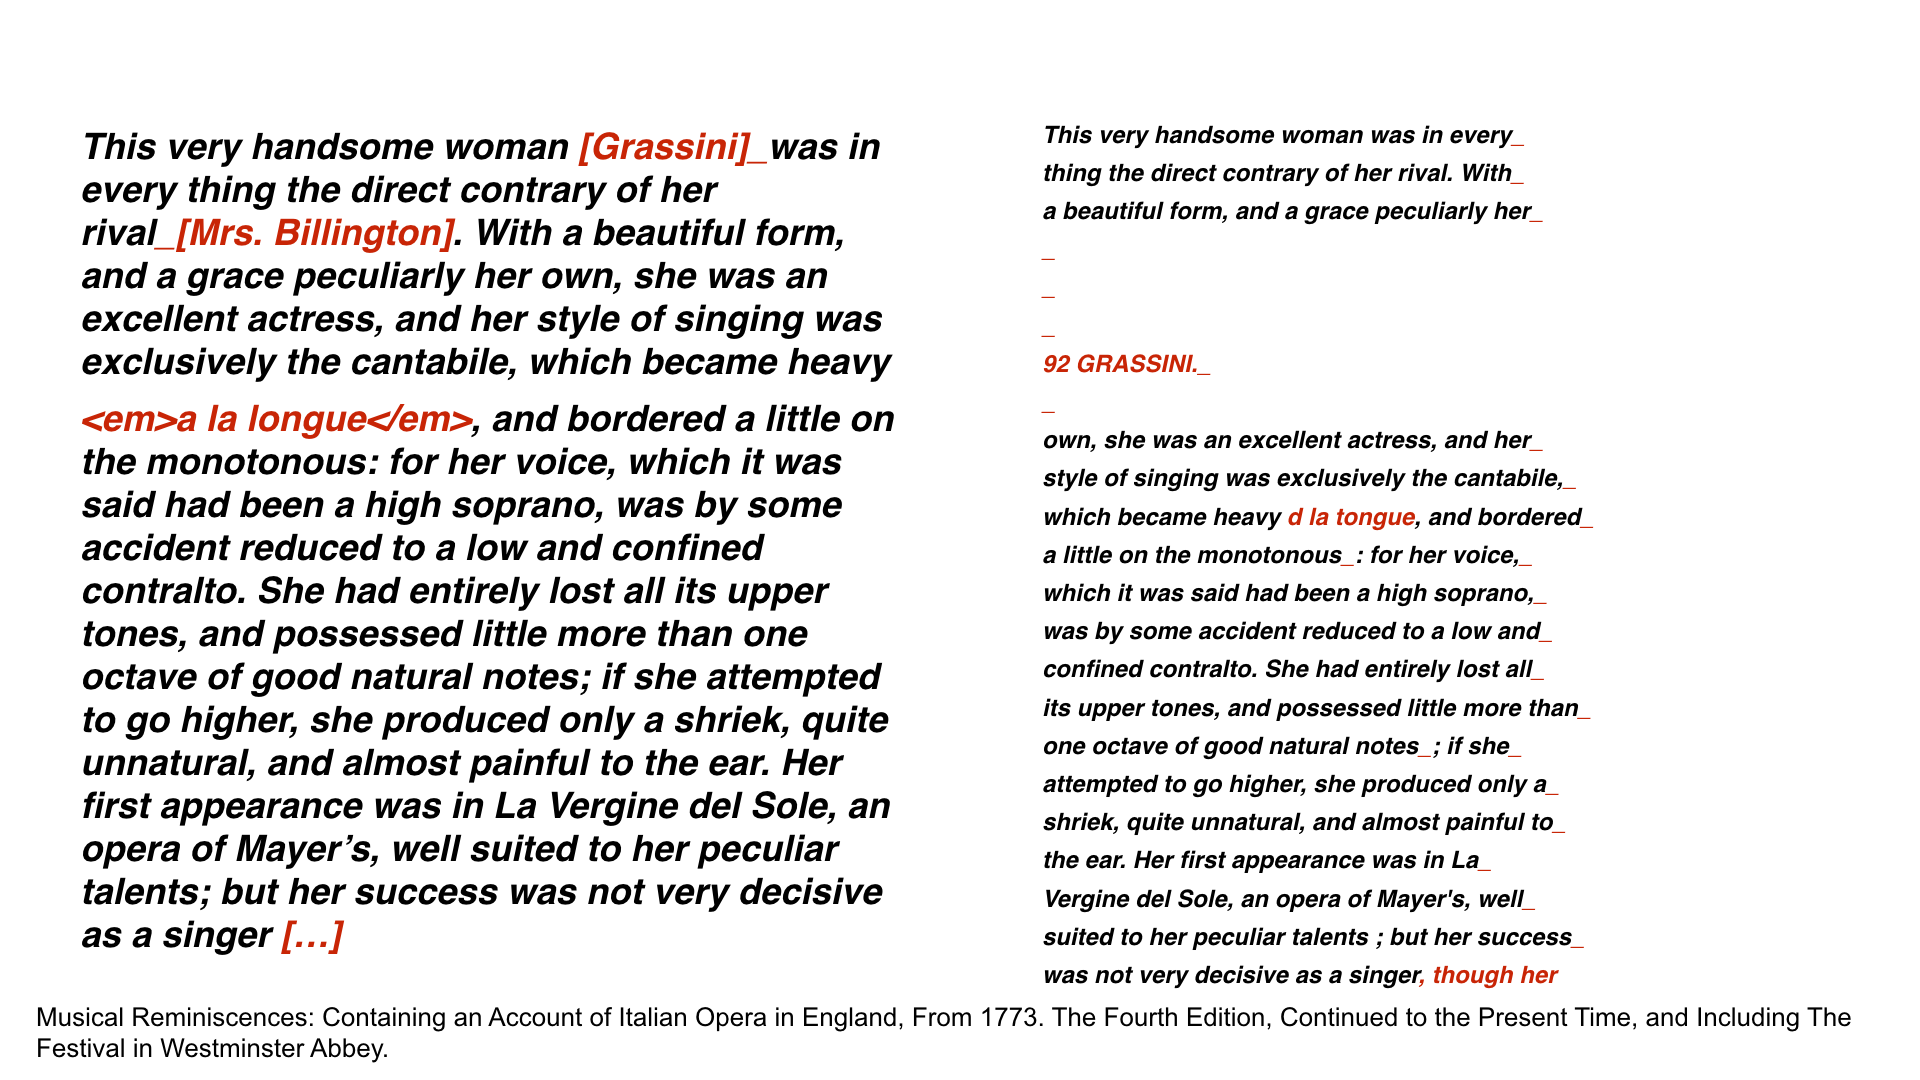 This very handsome woman [Grassini]_was in
every thing the direct contrary of her
rival_[Mrs. Billington]. With a beautiful form,
and a grace peculiarly her own, she was an
excellent actress, and her style of singing was
exclusively the cantabile, which became heavy
<em>a la longue</em>, and bordered a little on
the monotonous: for her voice, which it was
said had been a high soprano, was by some
accident reduced to a low and confined
contralto. She had entirely lost all its upper
tones, and possessed little more than one
octave of good natural notes; if she attempted
to go higher, she produced only a shriek, quite
unnatural, and almost painful to the ear. Her
first appearance was in La Vergine del Sole, an
opera of Mayer’s, well suited to her peculiar
talents; but her success was not very decisive
as a singer […]
This very handsome woman was in every_
thing the direct contrary of her rival. With_
a beautiful form, and a grace peculiarly her_
_
_
_
92 GRASSINI._
_
own, she was an excellent actress, and her_
style of singing was exclusively the cantabile,_
which became heavy d la tongue, and bordered_
a little on the monotonous_: for her voice,_
which it was said had been a high soprano,_
was by some accident reduced to a low and_
confined contralto. She had entirely lost all_
its upper tones, and possessed little more than_
one octave of good natural notes_; if she_
attempted to go higher, she produced only a_
shriek, quite unnatural, and almost painful to_
the ear. Her first appearance was in La_
Vergine del Sole, an opera of Mayer's, well_
suited to her peculiar talents ; but her success_
was not very decisive as a singer, though her
Musical Reminiscences: Containing an Account of Italian Opera in England, From 1773. The Fourth Edition, Continued to the Present Time, and Including The
Festival in Westminster Abbey.